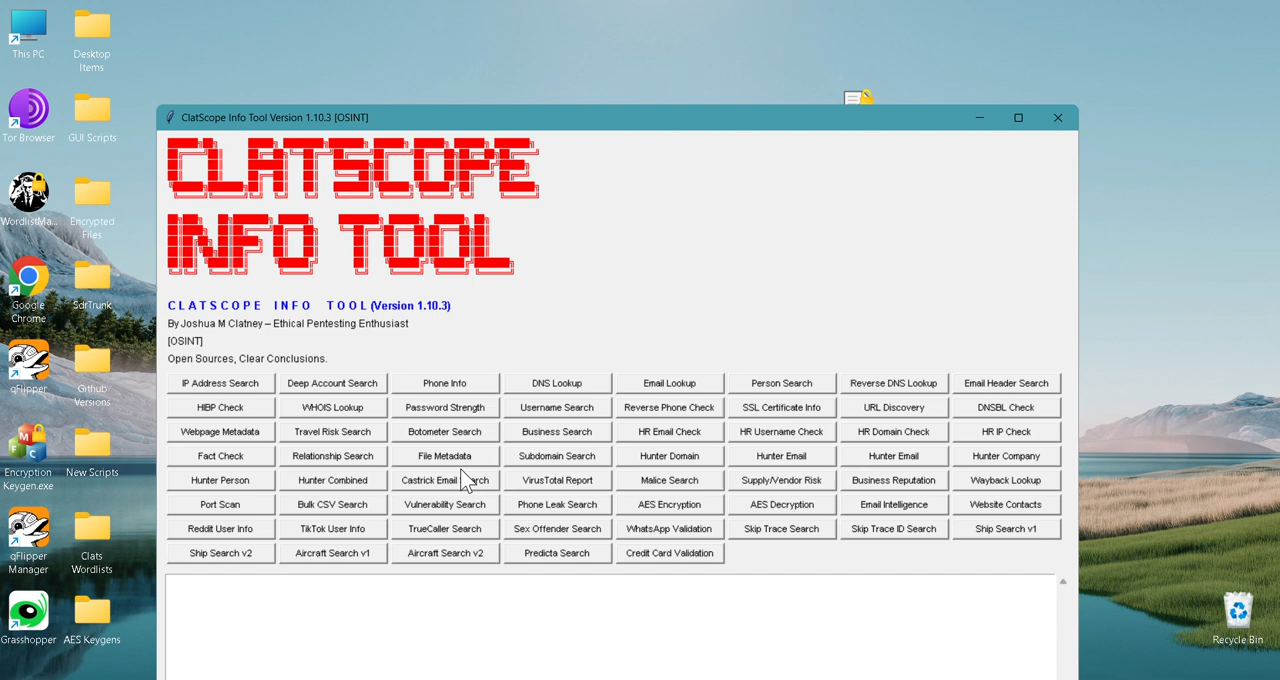 This PC
Desktop
Items
Tor Browser
GUI Scripts
WordlistMa...
Encrypted
Files
Google
Chrome
SdrTrunk
qFlipper
Github
Versions
Encryption
Keygen.exe
New Scripts
qFlipper
Manager
Clats
Wordlists
Grasshopper
AES Keygens
ClatScope Info Tool Version 1.10.3 [OSINT]
CLATSCOPE
INFO TOOL
C L A T S C O P E I N F O T O O L (Version 1.10.3)
By Joshua M Clatney – Ethical Pentesting Enthusiast
[OSINT]
Open Sources, Clear Conclusions.
IP Address Search Deep Account Search Phone Info DNS Lookup Email Lookup Person Search Reverse DNS Lookup Email Header Search
HIBP Check WHOIS Lookup Password Strength Username Search Reverse Phone Check SSL Certificate Info URL Discovery DNSBL Check
Webpage Metadata Travel Risk Search Botometer Search Business Search HR Email Check HR Username Check HR Domain Check HR IP Check
Fact Check Relationship Search File Metadata Subdomain Search Hunter Domain Hunter Email Hunter Email Hunter Company
Hunter Person Hunter Combined Castrick Email Search VirusTotal Report Malice Search Supply/Vendor Risk Business Reputation Wayback Lookup
Port Scan Bulk CSV Search Vulnerability Search Phone Leak Search AES Encryption AES Decryption Email Intelligence Website Contacts
Reddit User Info TikTok User Info TrueCaller Search Sex Offender Search WhatsApp Validation Skip Trace Search Skip Trace ID Search Ship Search v1
Ship Search v2 Aircraft Search v1 Aircraft Search v2 Predicta Search Credit Card Validation
Recycle Bin